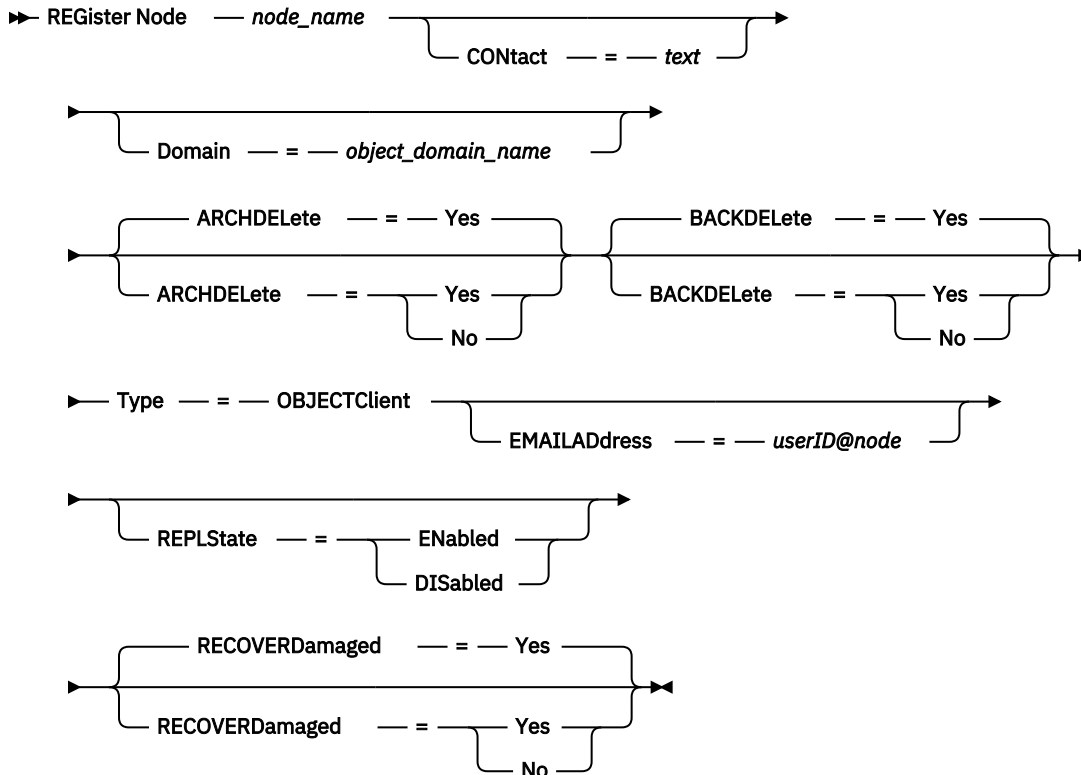 REGister Node — node_name
CONtact — = — text
Domain — = — object_domain_name
ARCHDELete — = — Yes BACKDELete — = — Yes
ARCHDELete — = Yes BACKDELete — = Yes
No No
Type — = — OBJECTClient
EMAILADdress — = — userID@node
REPLState — = ENabled
DISabled
RECOVERDamaged — = — Yes
RECOVERDamaged — = Yes
No